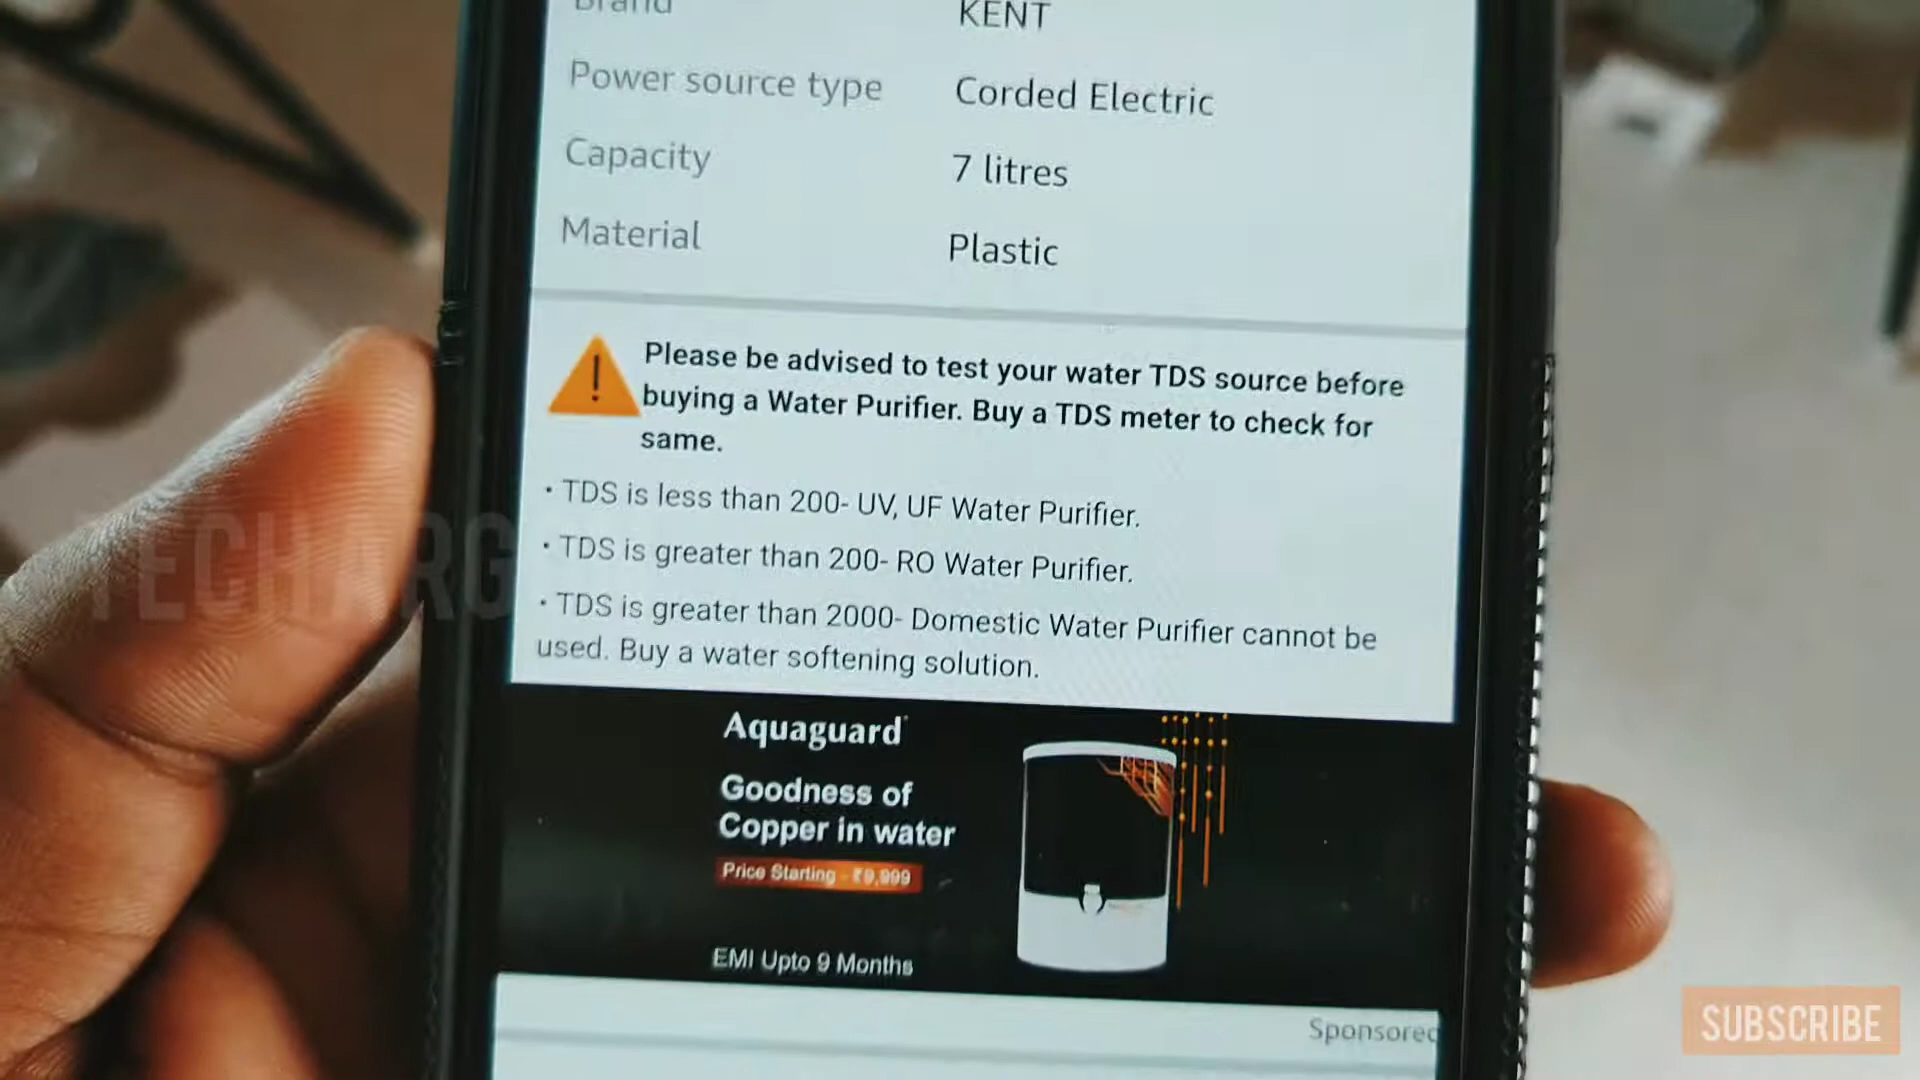 Brand KENT
Power source type Corded Electric
Capacity 7 litres
Material Plastic
Please be advised to test your water TDS source before
buying a Water Purifier. Buy a TDS meter to check for
same.
• TDS is less than 200- UV, UF Water Purifier.
• TDS is greater than 200- RO Water Purifier.
• TDS is greater than 2000- Domestic Water Purifier cannot be
used. Buy a water softening solution.
TECH ARG
Aquaguard
Goodness of
Copper in water
Price Starting - ₹9,999
EMI Upto 9 Months
Sponsored
SUBSCRIBE